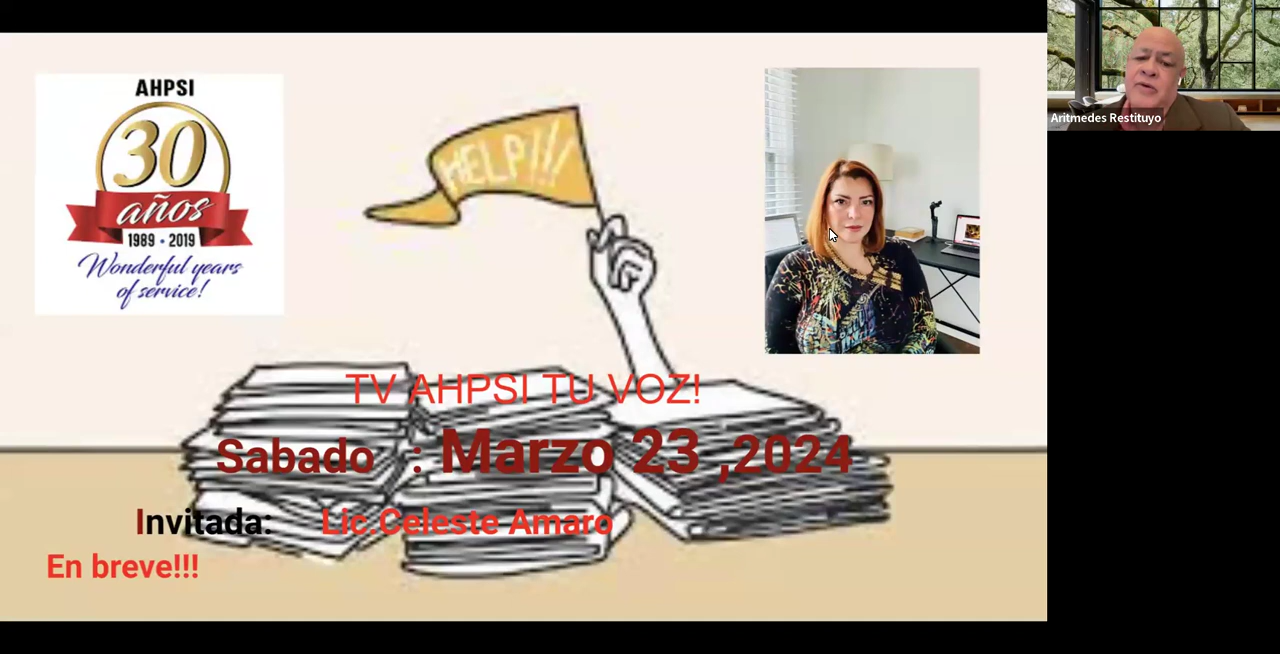 AHPSI
30
años
1989 • 2019
Wonderful years
of service!
HELP!!!
Aritmedes Restituyo
TV AHPSI TU VOZ!
Sabado : Marzo 23 ,2024
Invitada: Lic.Celeste Amaro
En breve!!!